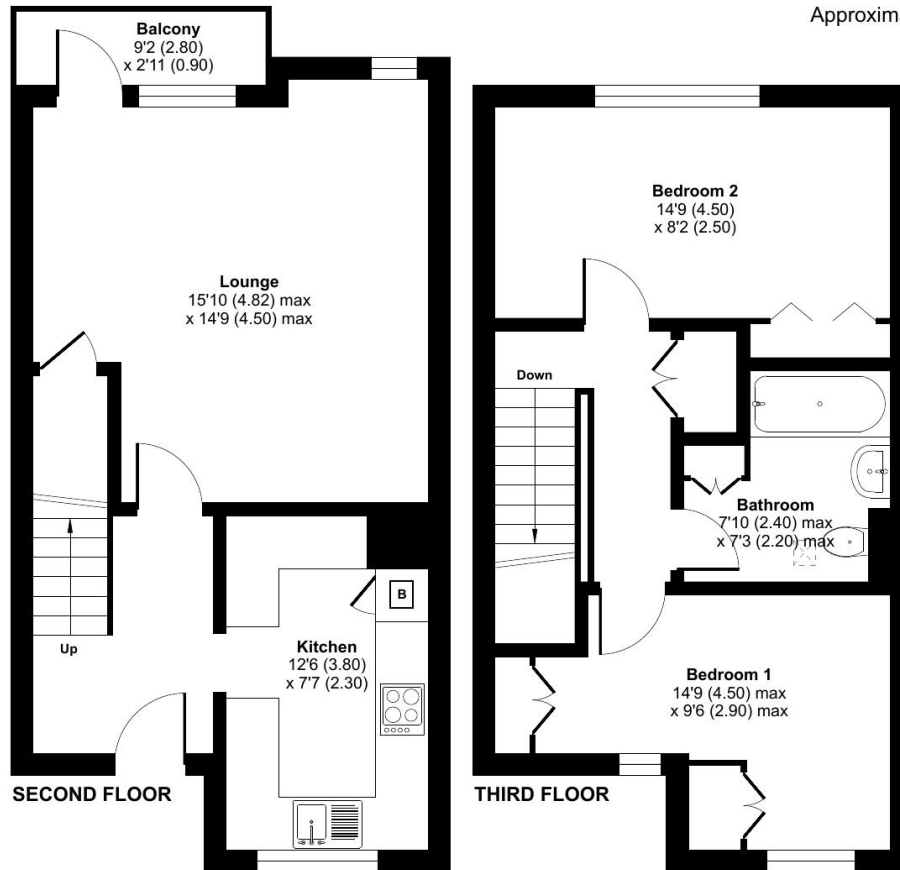 Approxima
Balcony
9'2 (2.80)
x 2'11 (0.90)
Lounge
15'10 (4.82) max
x 14'9 (4.50) max
Up
Kitchen
12'6 (3.80)
x 7'7 (2.30)
B
SECOND FLOOR
Bedroom 2
14'9 (4.50)
x 8'2 (2.50)
Down
Bathroom
7'10 (2.40) max
x 7'3 (2.20) max
Bedroom 1
14'9 (4.50) max
x 9'6 (2.90) max
THIRD FLOOR